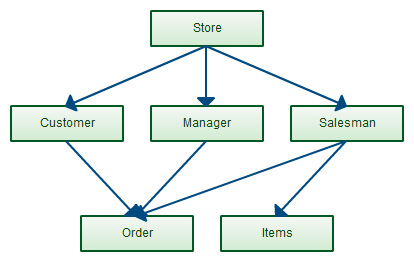 Store
Customer
Manager
Salesman
Order
Items